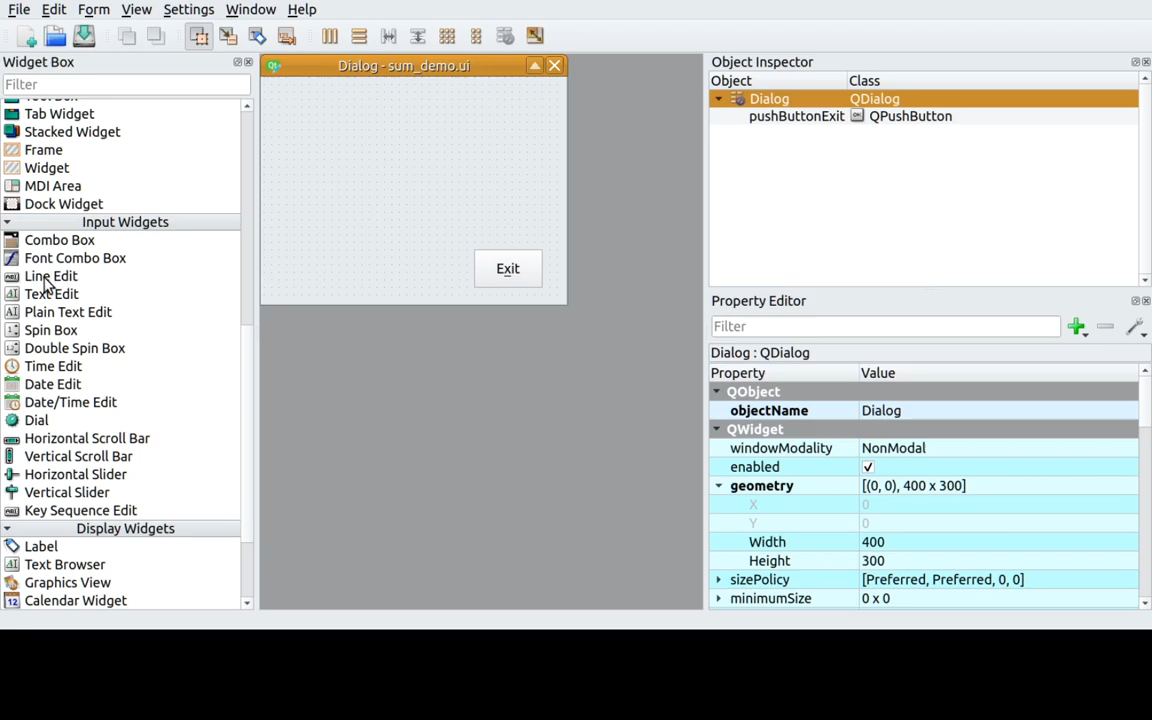 File Edit Form View Settings Window Help
Widget Box
Filter
Tool Box
Tab Widget
Stacked Widget
Frame
Widget
MDI Area
Dock Widget
Input Widgets
Combo Box
Font Combo Box
Line Edit
Text Edit
Plain Text Edit
Spin Box
Double Spin Box
Time Edit
Date Edit
Date/Time Edit
Dial
Horizontal Scroll Bar
Vertical Scroll Bar
Horizontal Slider
Vertical Slider
Key Sequence Edit
Display Widgets
Label
Text Browser
Graphics View
Calendar Widget
Dialog - sum_demo.ui
Exit
Object Inspector
Object Class
Dialog QDialog
pushButtonExit QPushButton
Property Editor
Filter
Dialog : QDialog
Property Value
QObject
objectName Dialog
QWidget
windowModality NonModal
enabled
geometry [(0, 0), 400 x 300]
X 0
Y 0
Width 400
Height 300
sizePolicy [Preferred, Preferred, 0, 0]
minimumSize 0 x 0